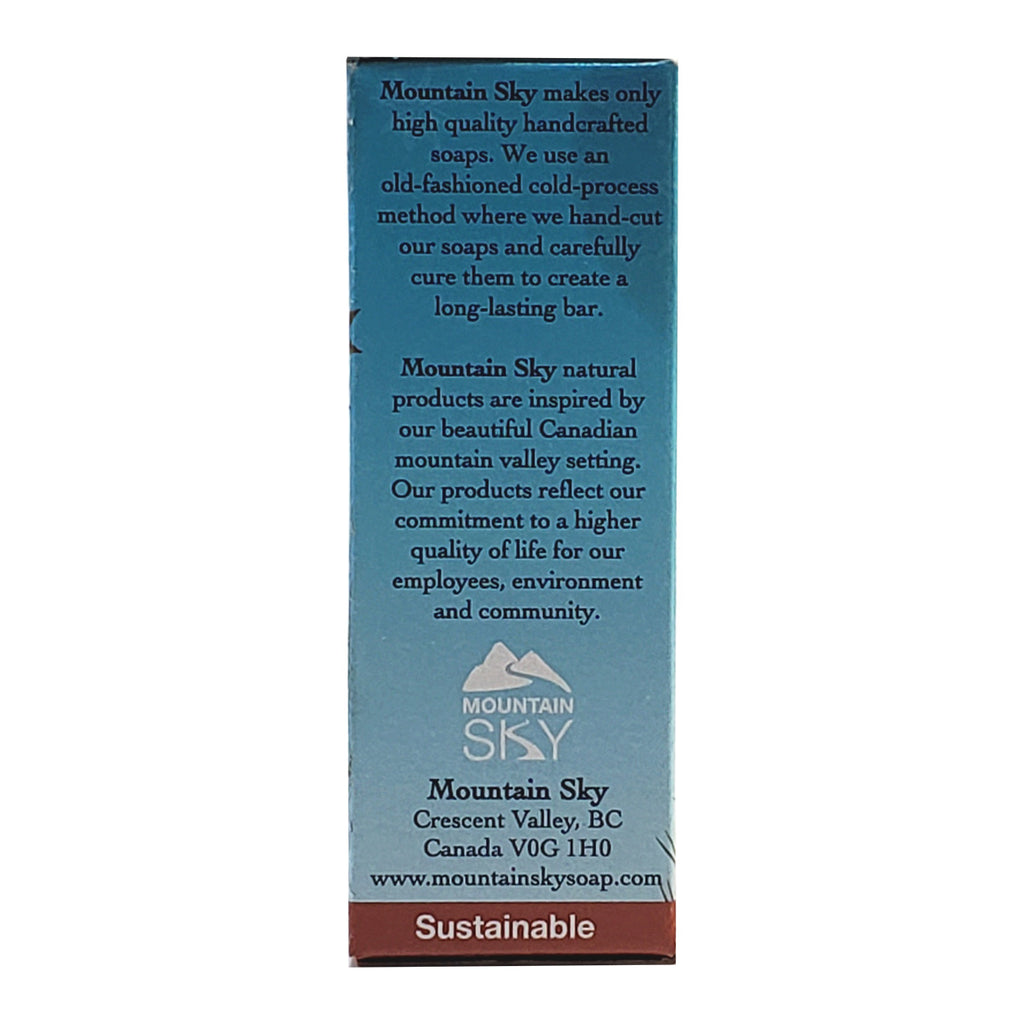 Mountain Sky makes only
high quality handcrafted
soaps. We use an
old-fashioned cold-process
method where we hand-cut
our soaps and carefully
cure them to create a
long-lasting bar.
Mountain Sky natural
products are inspired by
our beautiful Canadian
mountain valley setting.
Our products reflect our
commitment to a higher
quality of life for our
employees, environment
and community.
MOUNTAIN
SKY
Mountain Sky
Crescent Valley, BC
Canada V0G 1H0
www.mountainskysoap.com
Sustainable